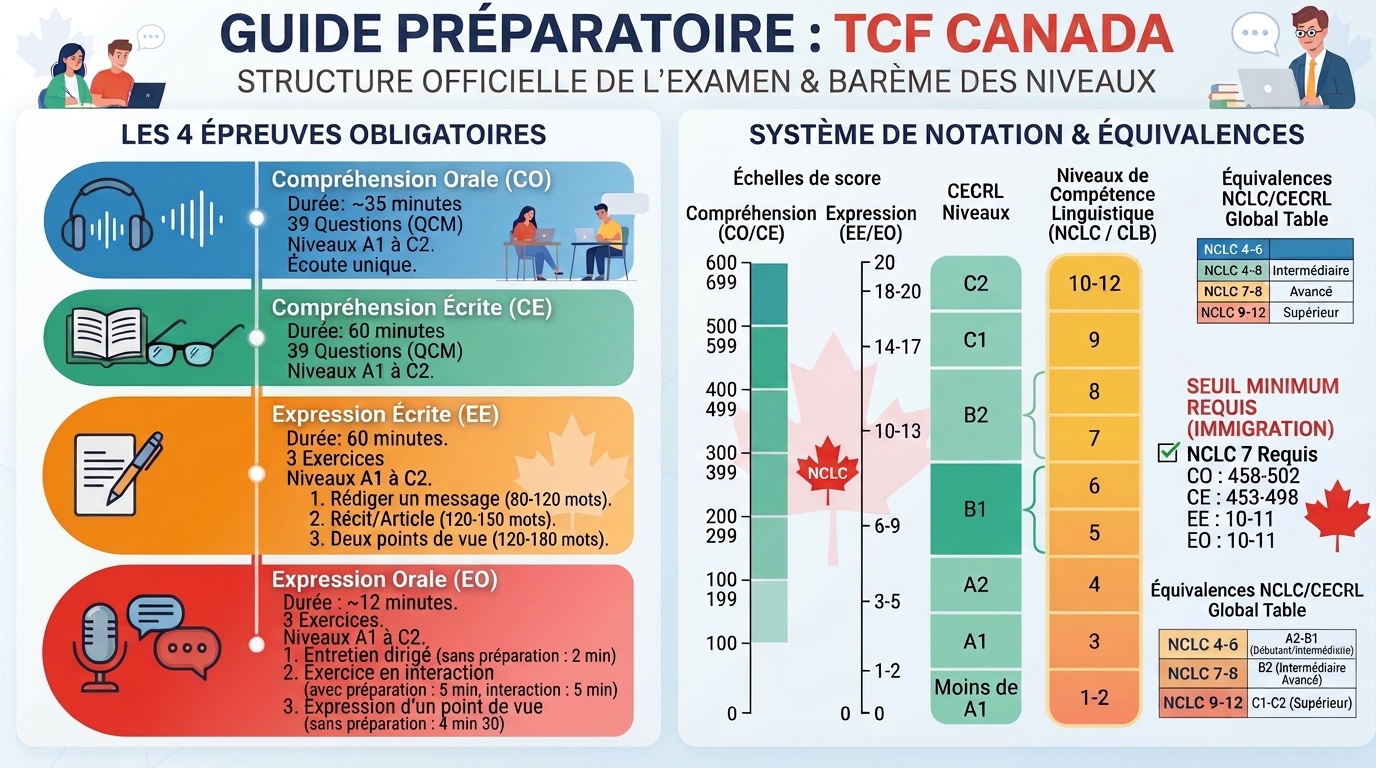 GUIDE PRÉPARATOIRE : TCF CANADA
STRUCTURE OFFICIELLE DE L'EXAMEN & BARÈME DES NIVEAUX
LES 4 ÉPREUVES OBLIGATOIRES
Compréhension Orale (CO)
Durée: ~35 minutes
39 Questions (QCM)
Niveaux A1 à C2.
Écoute unique.
Compréhension Écrite (CE)
Durée: 60 minutes
39 Questions (QCM)
Niveaux A1 à C2.
Expression Écrite (EE)
Durée: 60 minutes.
3 Exercices
Niveaux A1 à C2.
1. Rédiger un message (80-120 mots).
2. Récit/Article (120-150 mots).
3. Deux points de vue (120-180 mots).
Expression Orale (EO)
Durée : ~12 minutes.
3 Exercices.
Niveaux A1 à C2.
1. Entretien dirigé (sans préparation : 2 min)
2. Exercice en interaction
(avec préparation : 5 min, interaction : 5 min)
3. Expression d'un point de vue
(sans préparation : 4 min 30)
SYSTÈME DE NOTATION & ÉQUIVALENCES
Échelles de score
Compréhension
(CO/CE)
600
699
500
599
400
499
300
399
200
299
100
199
100
0
NCLC
Expression
(EE/EO)
20
18-20
14-17
10-13
6-9
3-5
1-2
0
0
CECRL
Niveaux
C2
C1
B2
B1
A2
A1
Moins de
A1
Niveaux de
Compétence
Linguistique
(NCLC / CLB)
10-12
9
8
7
6
5
4
3
1-2
Équivalences
NCLC/CECRL
Global Table
NCLC 4-6
NCLC 4-8 Intermédiaire
NCLC 7-8 Avancé
NCLC 9-12 Supérieur
SEUIL MINIMUM
REQUIS
(IMMIGRATION)
NCLC 7 Requis
CO : 458-502
CE : 453-498
EE : 10-11
EO : 10-11
Équivalences NCLC/CECRL
Global Table
NCLC 4-6 A2-B1
(Débutant/intermédiaire)
NCLC 7-8 B2 (Intermédiaire
Avancé)
NCLC 9-12 C1-C2 (Supérieur)